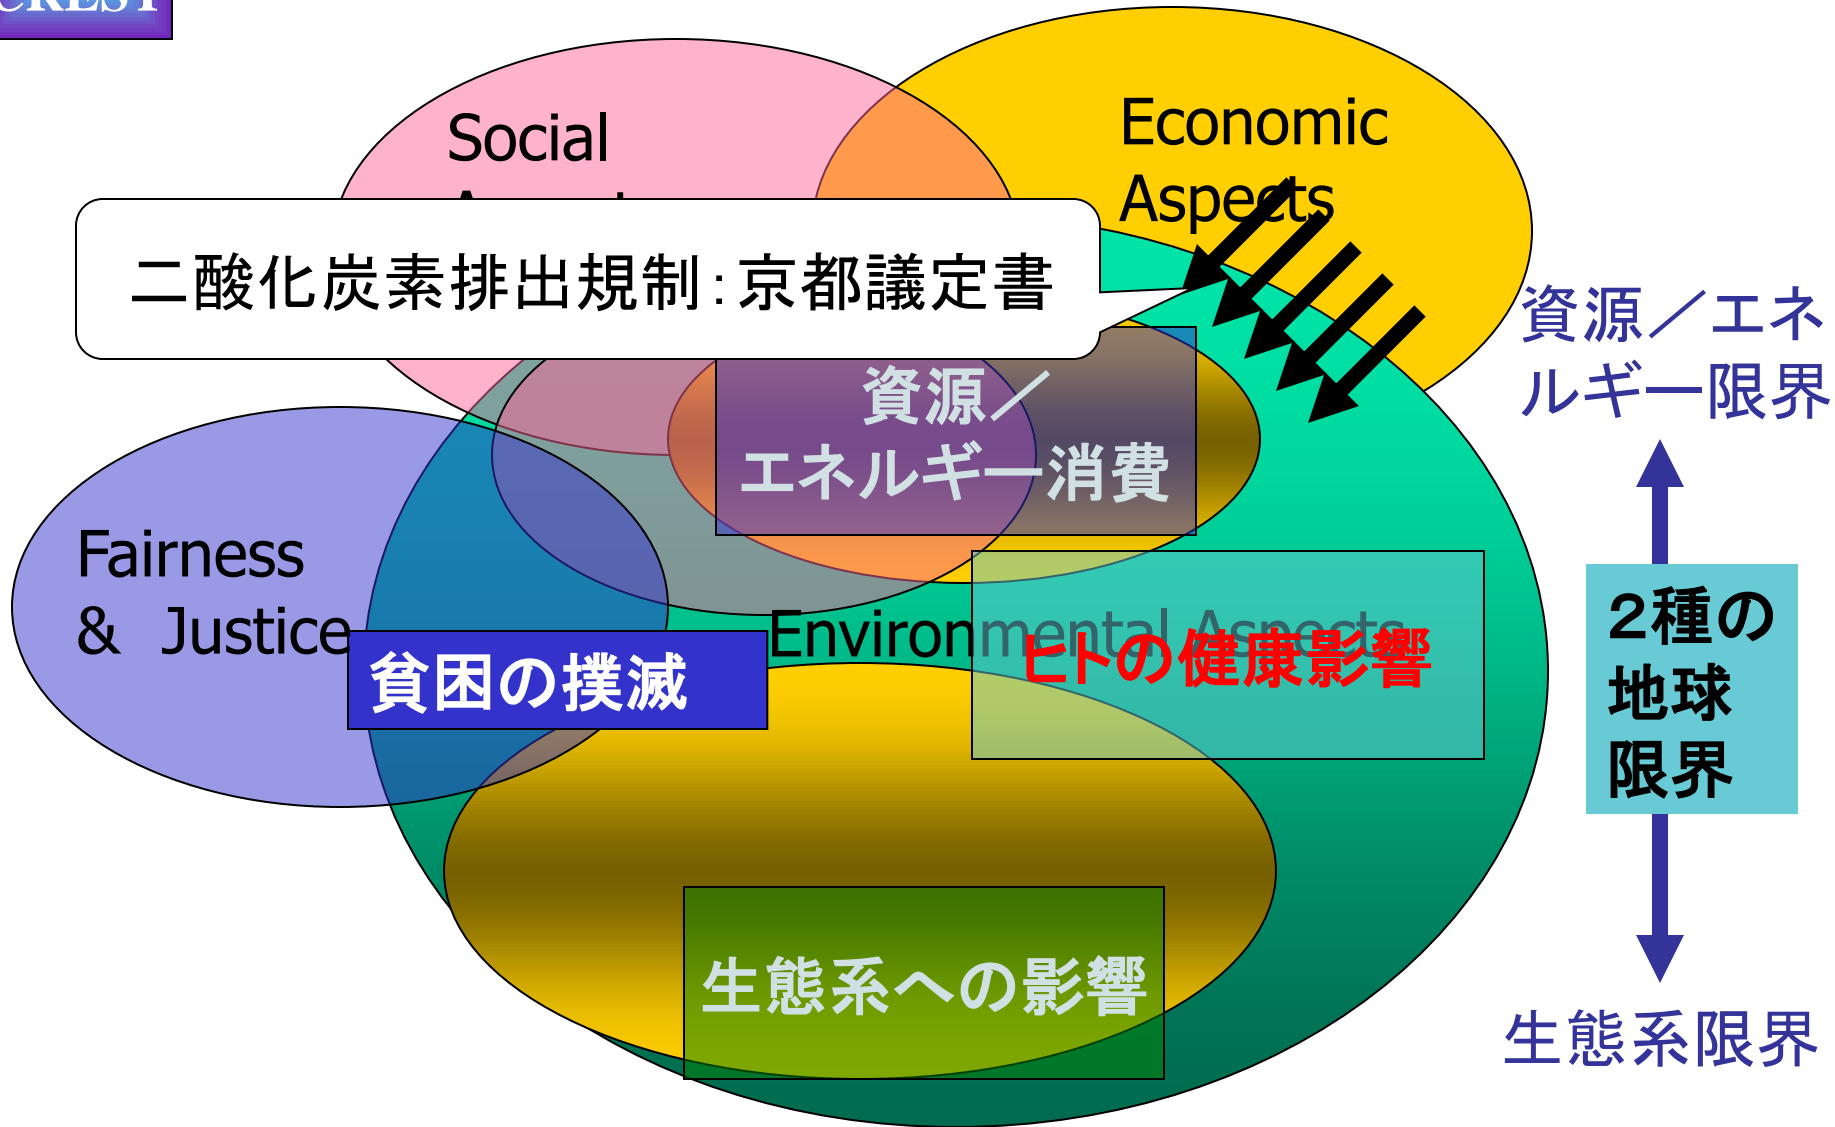 CREST
Social
Economic
Aspects
二酸化炭素排出規制：京都議定書
資源／エネ
ルギー限界
資源／
エネルギー消費
Fairness
& Justice
Environmental Aspects
ヒトの健康影響
貧困の撲滅
２種の
地球
限界
生態系への影響
生態系限界